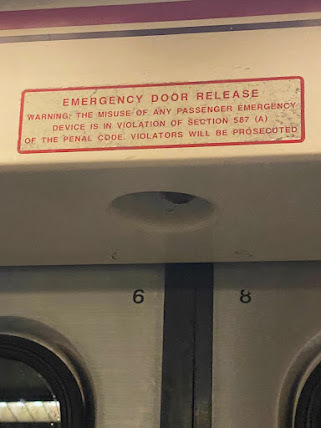 EMERGENCY DOOR RELEASE
WARNING: THE MISUSE OF ANY PASSENGER EMERGENCY
DEVICE IS IN VIOLATION OF SECTION 587 (A)
OF THE PENAL CODE. VIOLATORS WILL BE PROSECUTED
6 8